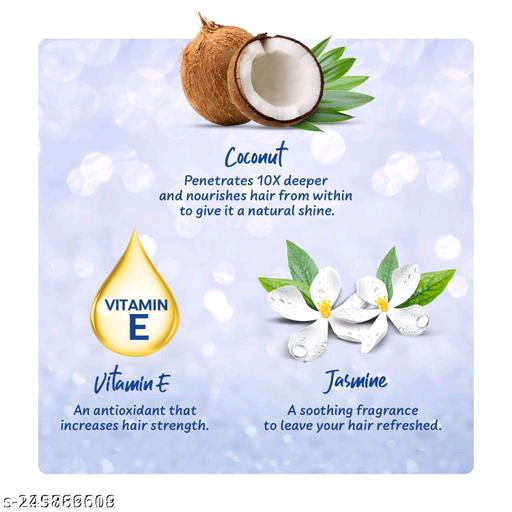 Coconut
Penetrates 10X deeper
and nourishes hair from within
to give it a natural shine.
VITAMIN
E
Vitamin E
An antioxidant that
increases hair strength.
Jasmine
A soothing fragrance
to leave your hair refreshed.